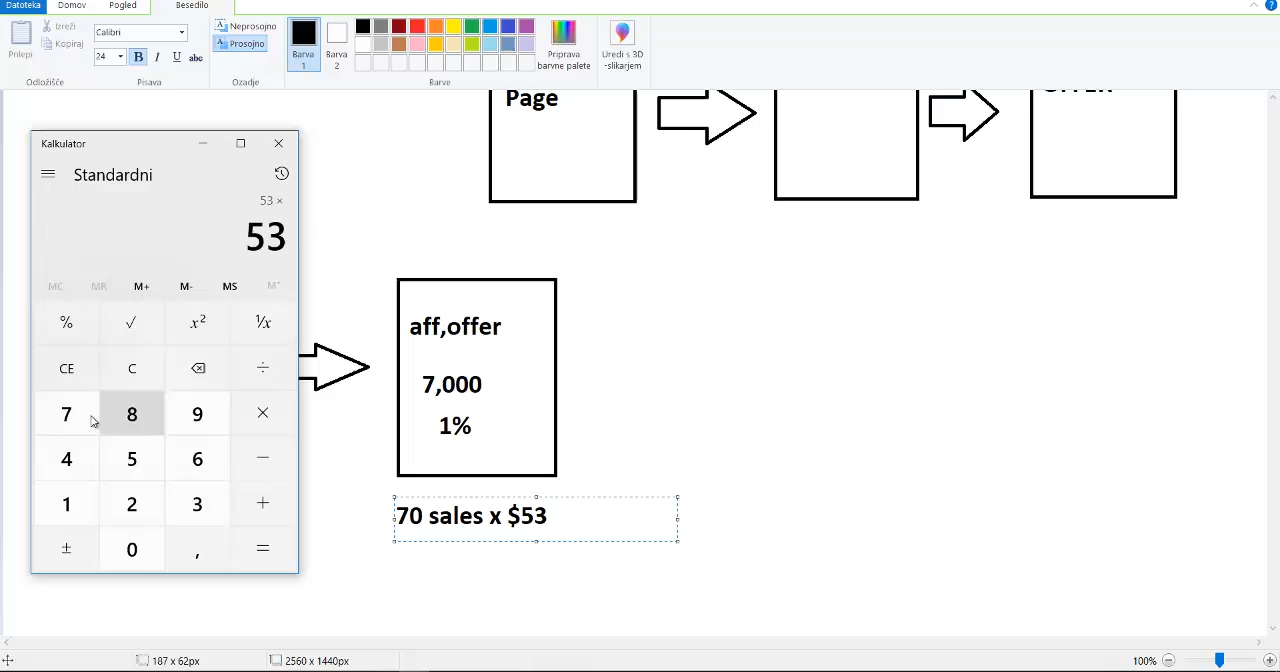 Datoteka Domov Pogled Besedilo
Prilepi
Izreži
Kopiraj
Odložišče
Calibri
24 B I U abc
Pisava
Neprosojno
Prosojno
Ozadje
Barva 1
Barva 2
Priprava barvne palete
Uredi s 3D -slikarjem
Barve
Page
OFFER
Kalkulator
Standardni
53 ×
53
MC MR M+ M- MS M˅
% √ x² ¹/x
CE C ÷
7 8 9 ×
4 5 6 −
1 2 3 +
± 0 , =
aff,offer
7,000
1%
70 sales x $53
187 x 62px
2560 x 1440px
100%